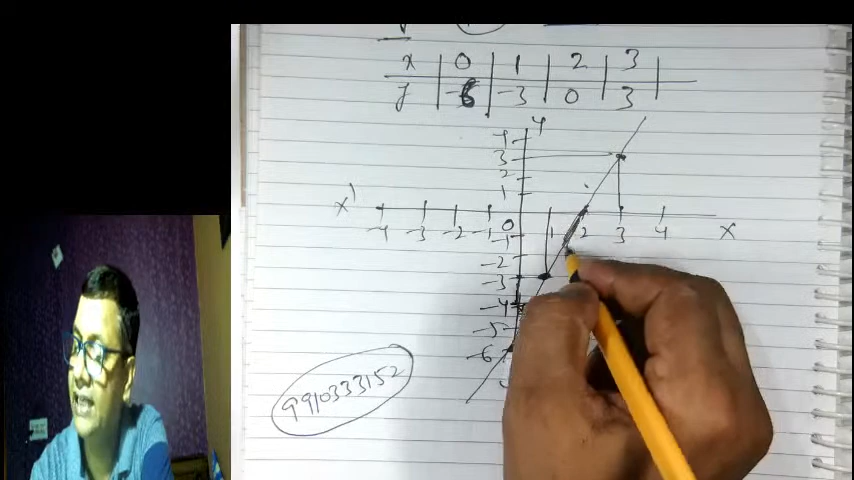 x 0 1 2 3
y -6 -3 0 3
Y
4
3
2
1
X' 0 X
-4 -3 -2 -1 1 2 3 4
-1
-2
-3
-4
-5
-6
9910333152